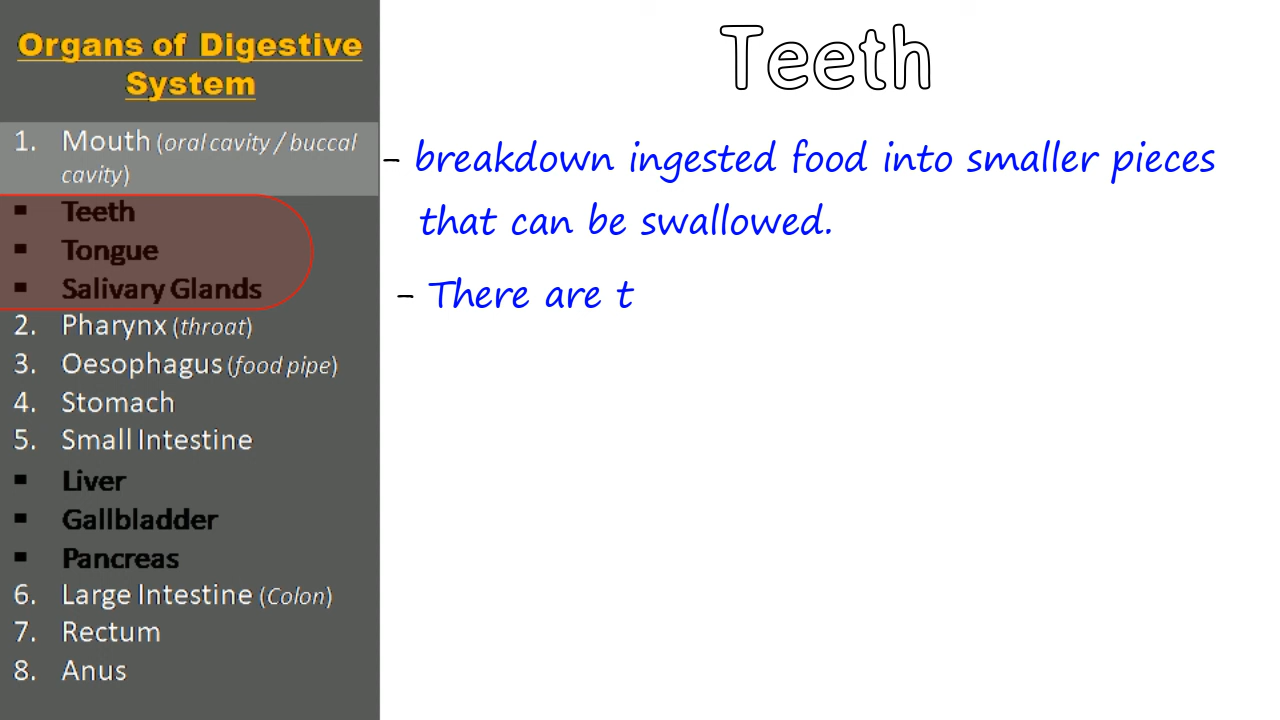 Organs of Digestive
System
1. Mouth (oral cavity / buccal
cavity)
▪ Teeth
▪ Tongue
▪ Salivary Glands
2. Pharynx (throat)
3. Oesophagus (food pipe)
4. Stomach
5. Small Intestine
▪ Liver
▪ Gallbladder
▪ Pancreas
6. Large Intestine (Colon)
7. Rectum
8. Anus
Teeth
- breakdown ingested food into smaller pieces
that can be swallowed.
- There are t